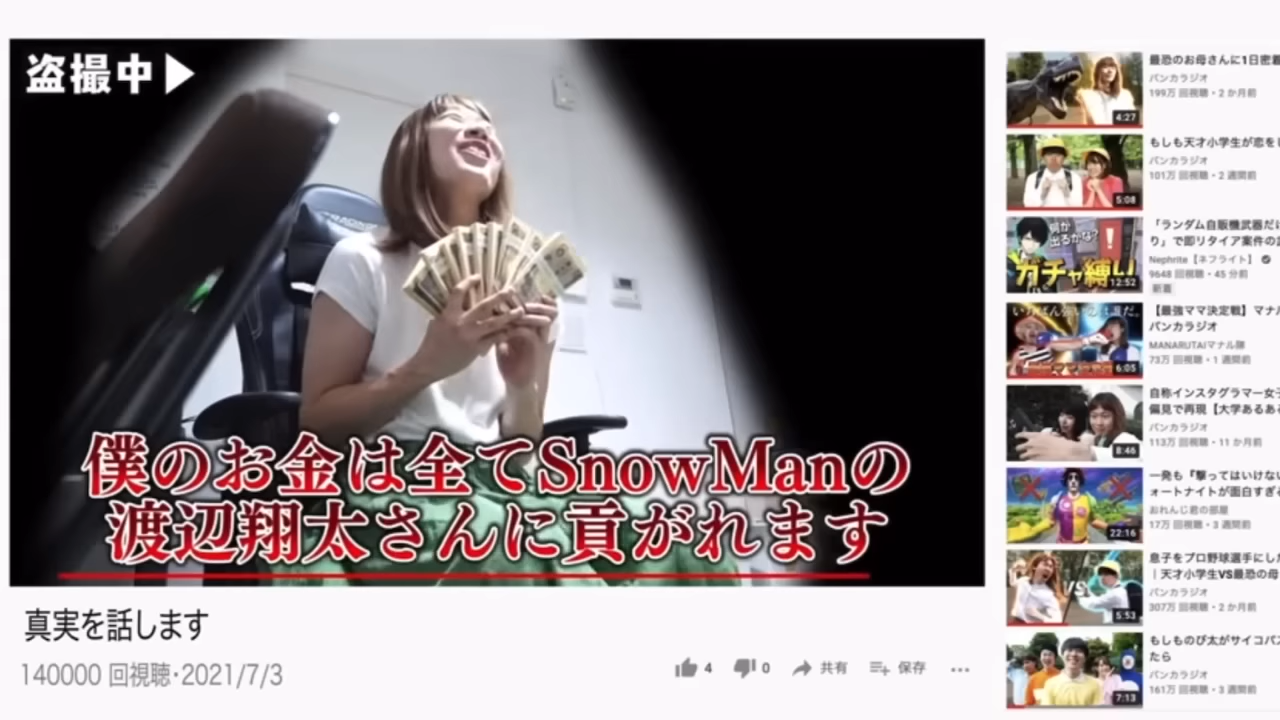 盗撮中▶
僕のお金は全てSnowManの
渡辺翔太さんに貢がれます
真実を話します
140000 回視聴・2021/7/3
4
0
共有
保存
最恐のお母さんに1日密着
パンカラジオ
199万 回視聴・2 か月前
4:27
もしも天才小学生が恋を
パンカラジオ
101万 回視聴・2 週間前
5:08
「ランダム自販機武器だけ
り」で即リタイア案件の
Nephrite【ネフライト】
9648 回視聴・45 分前
新着
何が
出るかな?
ガチャ縛い
12:52
【最強ママ決定戦】マナル
パンカラジオ
MANARUTAIマナル隊
73万 回視聴・1 週間前
6:05
自称インスタグラマー女子
偏見で再現【大学あるある
パンカラジオ
113万 回視聴・11 か月前
8:46
一発も『撃ってはいけない
ォートナイトが面白すぎ
おれんじ君の部屋
17万 回視聴・3 週間前
22:16
息子をプロ野球選手にした
|天才小学生VS最恐の母
パンカラジオ
307万 回視聴・2 か月前
VS
5:53
もしものび太がサイコパス
たら
パンカラジオ
161万 回視聴・3 週間前
7:13